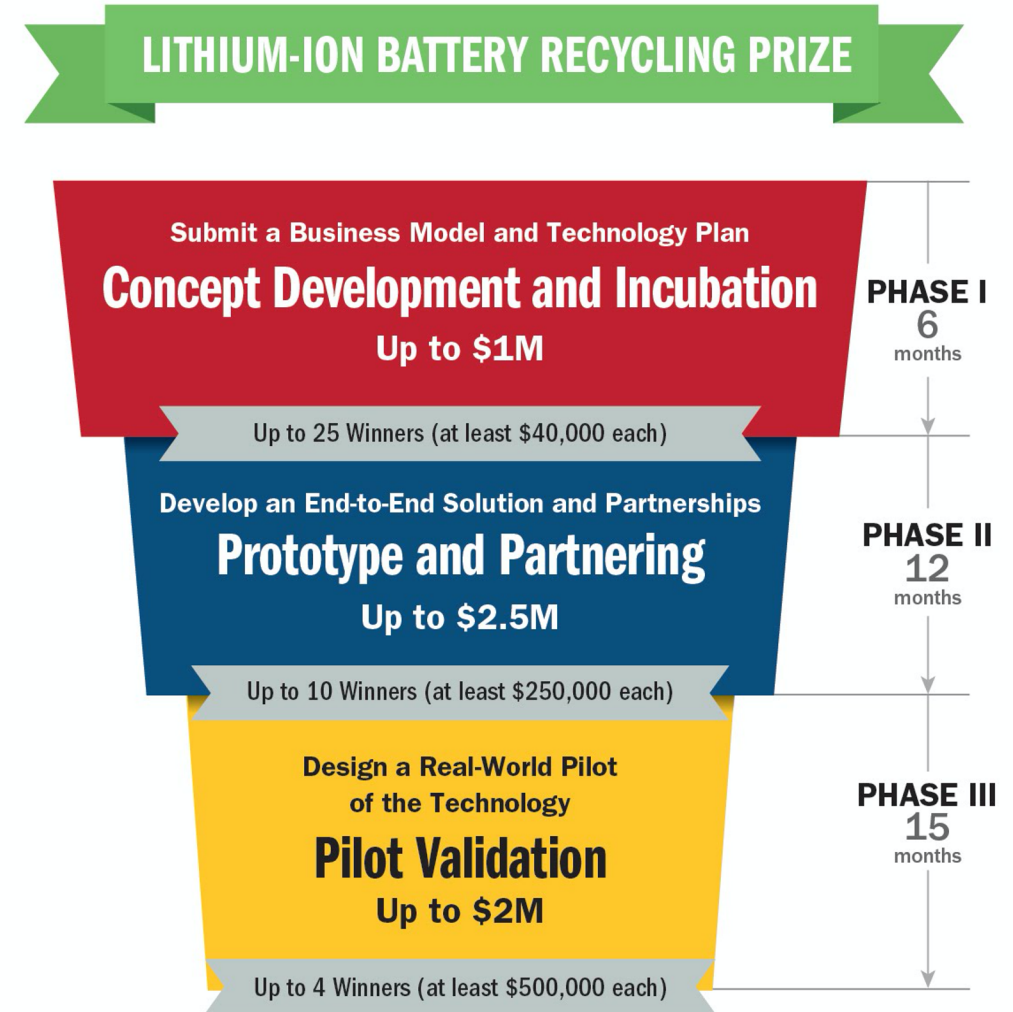 LITHIUM-ION BATTERY RECYCLING PRIZE
Submit a Business Model and Technology Plan
Concept Development and Incubation
Up to $1M
PHASE I
6
months
Up to 25 Winners (at least $40,000 each)
Develop an End-to-End Solution and Partnerships
Prototype and Partnering
Up to $2.5M
PHASE II
12
months
Up to 10 Winners (at least $250,000 each)
Design a Real-World Pilot
of the Technology
Pilot Validation
Up to $2M
PHASE III
15
months
Up to 4 Winners (at least $500,000 each)